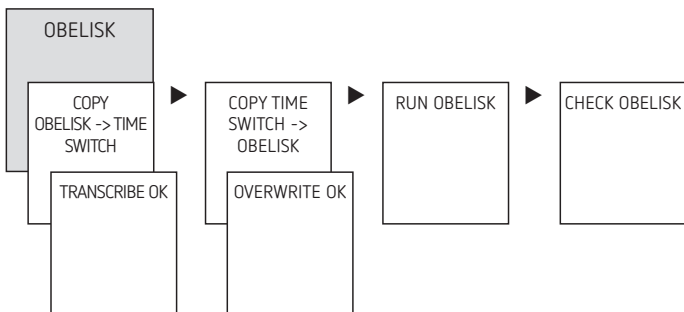 OBELISK
COPY
OBELISK -> TIME
SWITCH
TRANSCRIBE OK
COPY TIME
SWITCH ->
OBELISK
OVERWRITE OK
RUN OBELISK
CHECK OBELISK